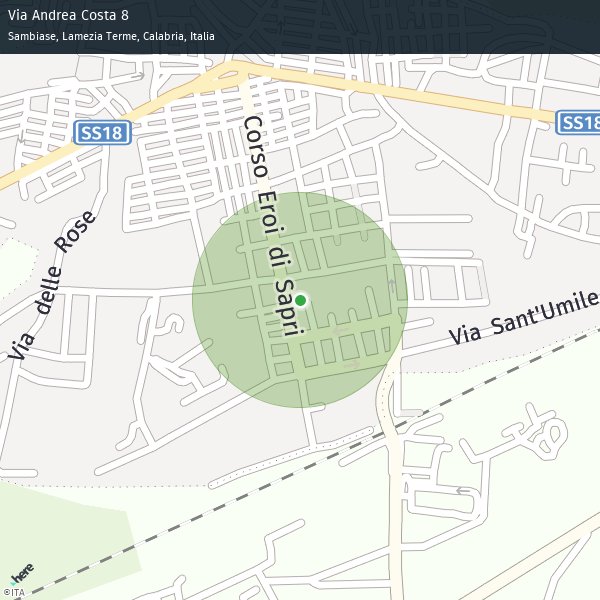 Via Andrea Costa 8
Sambiase, Lamezia Terme, Calabria, Italia
SS18
SS18
Corso Eroi di Sapri
Via delle Rose
Via Sant'Umile
here
©ITA